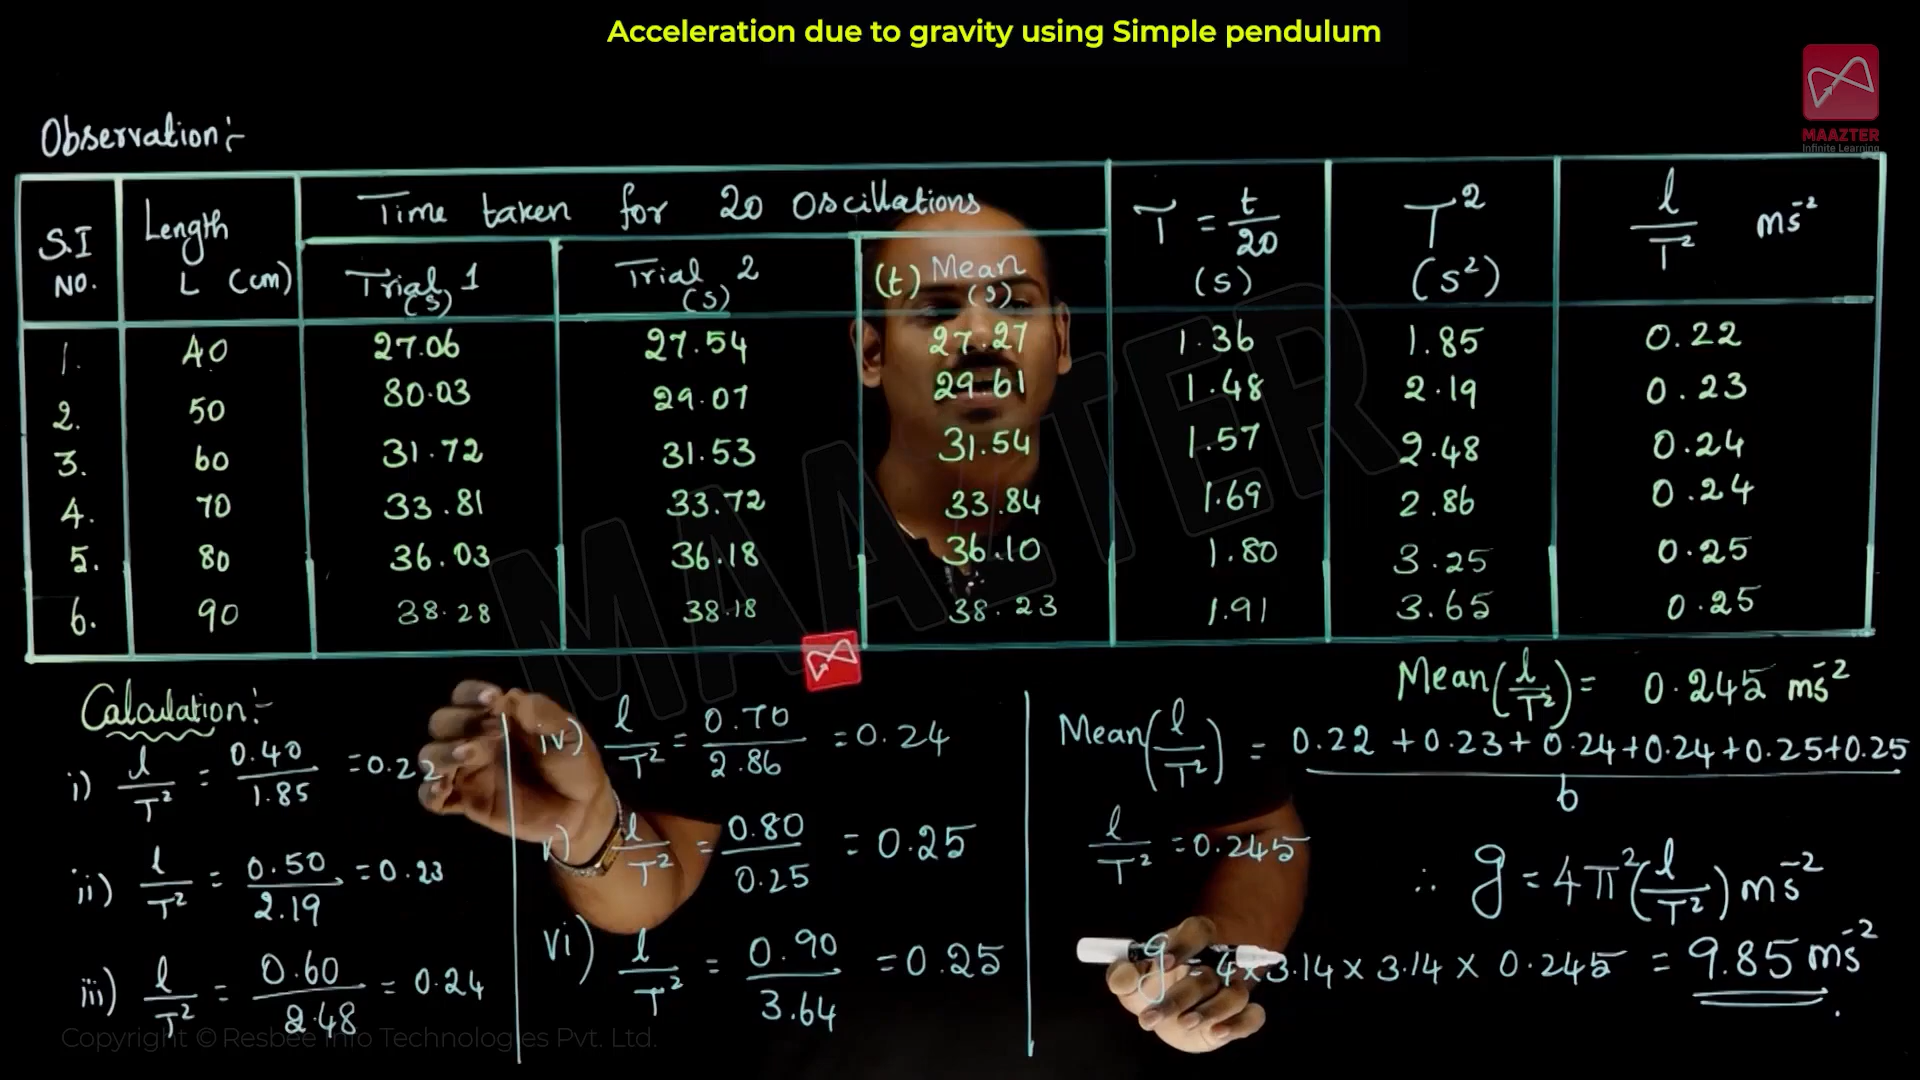 Acceleration due to gravity using Simple pendulum
MAAZTER
Infinite Learning
Observation:-
S.I NO. | Length L (cm) | Time taken for 20 Oscillations | T = t/20 (s) | T² (s²) | l/T² ms⁻²
Trial 1 (s) | Trial 2 (s) | (t) Mean (s)
1. 40 27.06 27.54 27.27 1.36 1.85 0.22
2. 50 80.03 29.07 29.61 1.48 2.19 0.23
3. 60 31.72 31.53 31.54 1.57 2.48 0.24
4. 70 33.81 33.72 33.84 1.69 2.86 0.24
5. 80 36.03 36.18 36.10 1.80 3.25 0.25
6. 90 38.28 38.18 38.23 1.91 3.65 0.25
MAAZTER
Mean (l/T²) = 0.245 ms⁻²
Calculation:-
i) l/T² = 0.40/1.85 = 0.22
ii) l/T² = 0.50/2.19 = 0.23
iii) l/T² = 0.60/2.48 = 0.24
iv) l/T² = 0.70/2.86 = 0.24
v) l/T² = 0.80/0.25 = 0.25
vi) l/T² = 0.90/3.64 = 0.25
Mean (l/T²) = 0.22 + 0.23 + 0.24 + 0.24 + 0.25 + 0.25 / 6
l/T² = 0.245
∴ g = 4π² (l/T²) ms⁻²
g = 4 x 3.14 x 3.14 x 0.245 = 9.85 ms⁻².
Copyright © Resbee Info Technologies Pvt. Ltd.